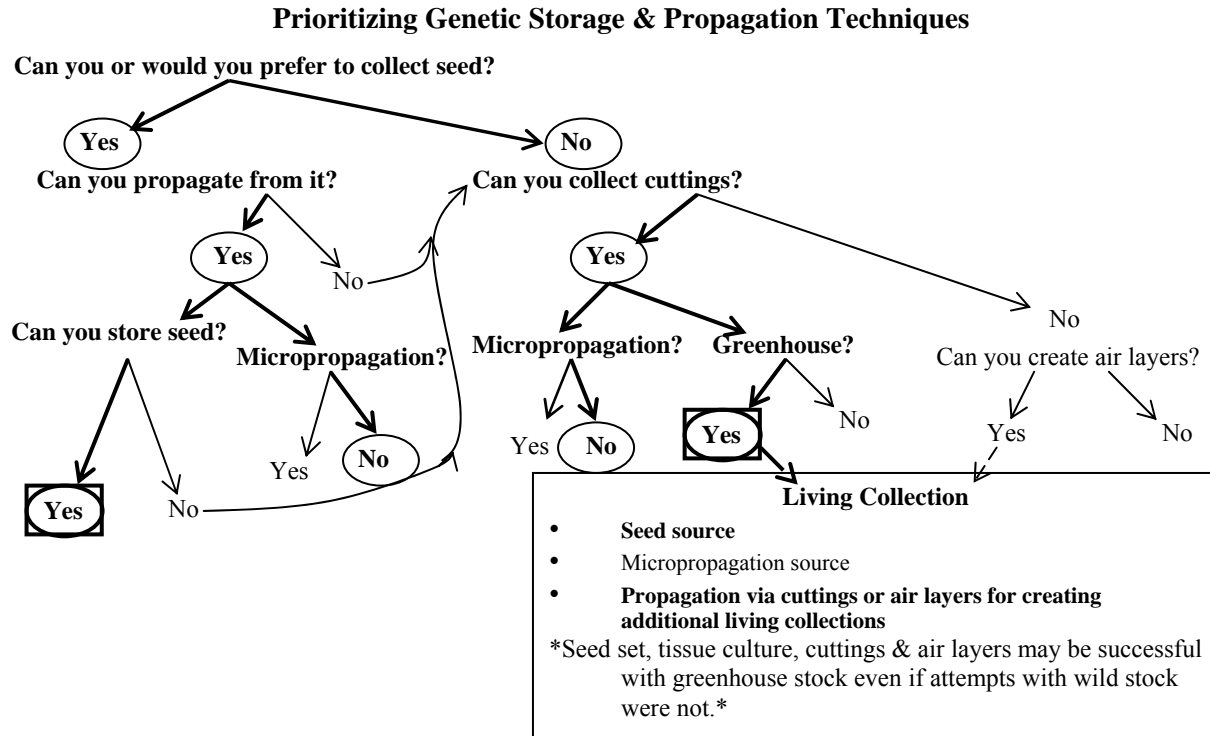 Prioritizing Genetic Storage & Propagation Techniques
Can you or would you prefer to collect seed?
Yes
No
Can you propagate from it?
Can you collect cuttings?
Yes
No
Yes
No
Can you store seed?
Micropropagation?
Micropropagation?
Greenhouse?
Can you create air layers?
Yes
No
Yes
No
Yes
No
Yes
No
Yes
No
Living Collection
• Seed source
• Micropropagation source
• Propagation via cuttings or air layers for creating
additional living collections
*Seed set, tissue culture, cuttings & air layers may be successful
with greenhouse stock even if attempts with wild stock
were not.*